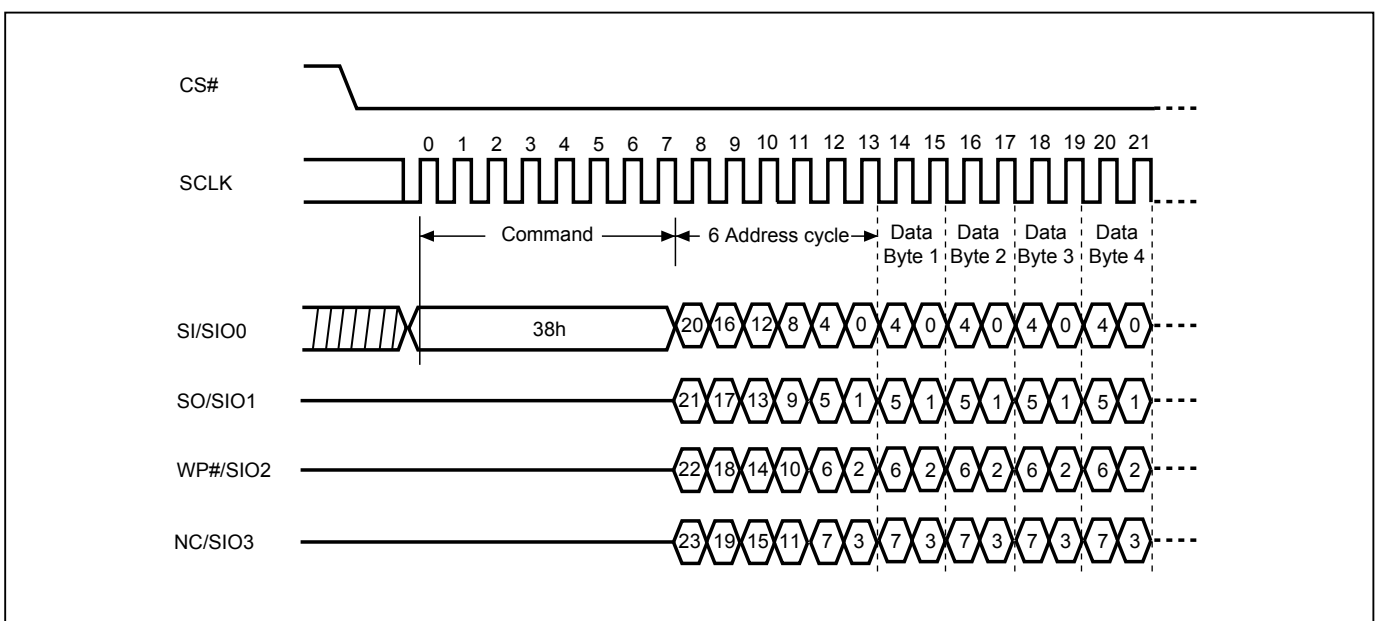 CS#
0 1 2 3 4 5 6 7 8 9 10 11 12 13 14 15 16 17 18 19 20 21
SCLK
Command 6 Address cycle Data Data Data Data
Byte 1 Byte 2 Byte 3 Byte 4
SI/SIO0 38h 20 16 12 8 4 0 4 0 4 0 4 0 4 0
SO/SIO1 21 17 13 9 5 1 5 1 5 1 5 1 5 1
WP#/SIO2 22 18 14 10 6 2 6 2 6 2 6 2 6 2
NC/SIO3 23 19 15 11 7 3 7 3 7 3 7 3 7 3